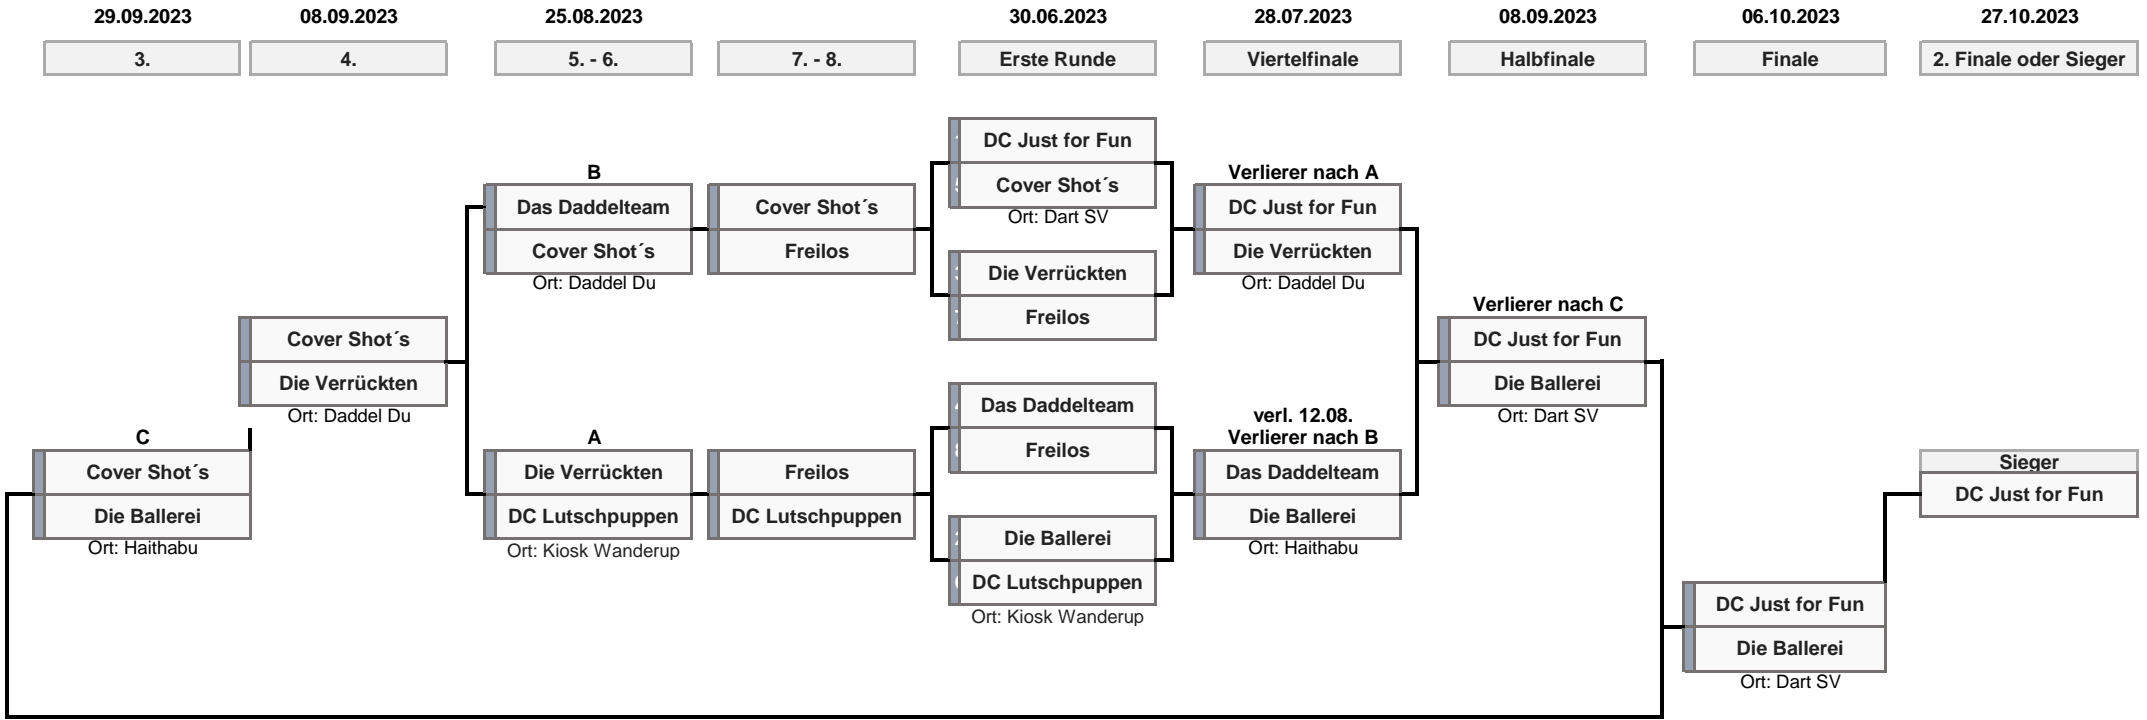 29.09.2023
08.09.2023
25.08.2023
30.06.2023
28.07.2023
08.09.2023
06.10.2023
27.10.2023
3.
4.
5. - 6.
7. - 8.
Erste Runde
Viertelfinale
Halbfinale
Finale
2. Finale oder Sieger
C
Cover Shot´s
Die Ballerei
Ort: Haithabu
Cover Shot´s
Die Verrückten
Ort: Daddel Du
B
Das Daddelteam
Cover Shot´s
Ort: Daddel Du
A
Die Verrückten
DC Lutschpuppen
Ort: Kiosk Wanderup
Cover Shot´s
Freilos
Freilos
DC Lutschpuppen
DC Just for Fun
Cover Shot´s
Ort: Dart SV
Die Verrückten
Freilos
Das Daddelteam
Freilos
Die Ballerei
DC Lutschpuppen
Ort: Kiosk Wanderup
Verlierer nach A
DC Just for Fun
Die Verrückten
Ort: Daddel Du
verl. 12.08.
Verlierer nach B
Das Daddelteam
Die Ballerei
Ort: Haithabu
Verlierer nach C
DC Just for Fun
Die Ballerei
Ort: Dart SV
DC Just for Fun
Die Ballerei
Ort: Dart SV
Sieger
DC Just for Fun